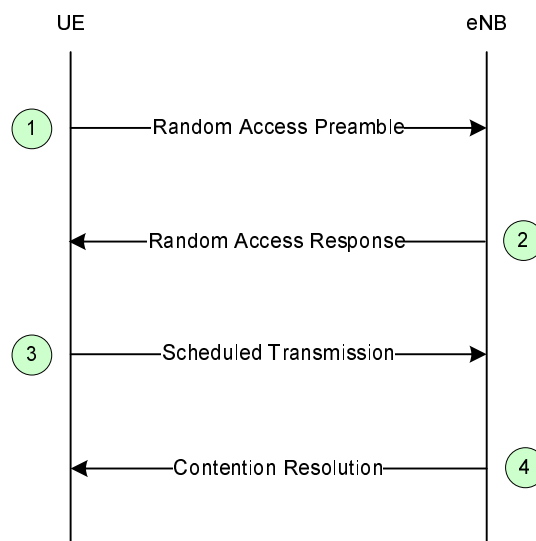 UE eNB
1 Random Access Preamble
Random Access Response 2
3 Scheduled Transmission
Contention Resolution 4